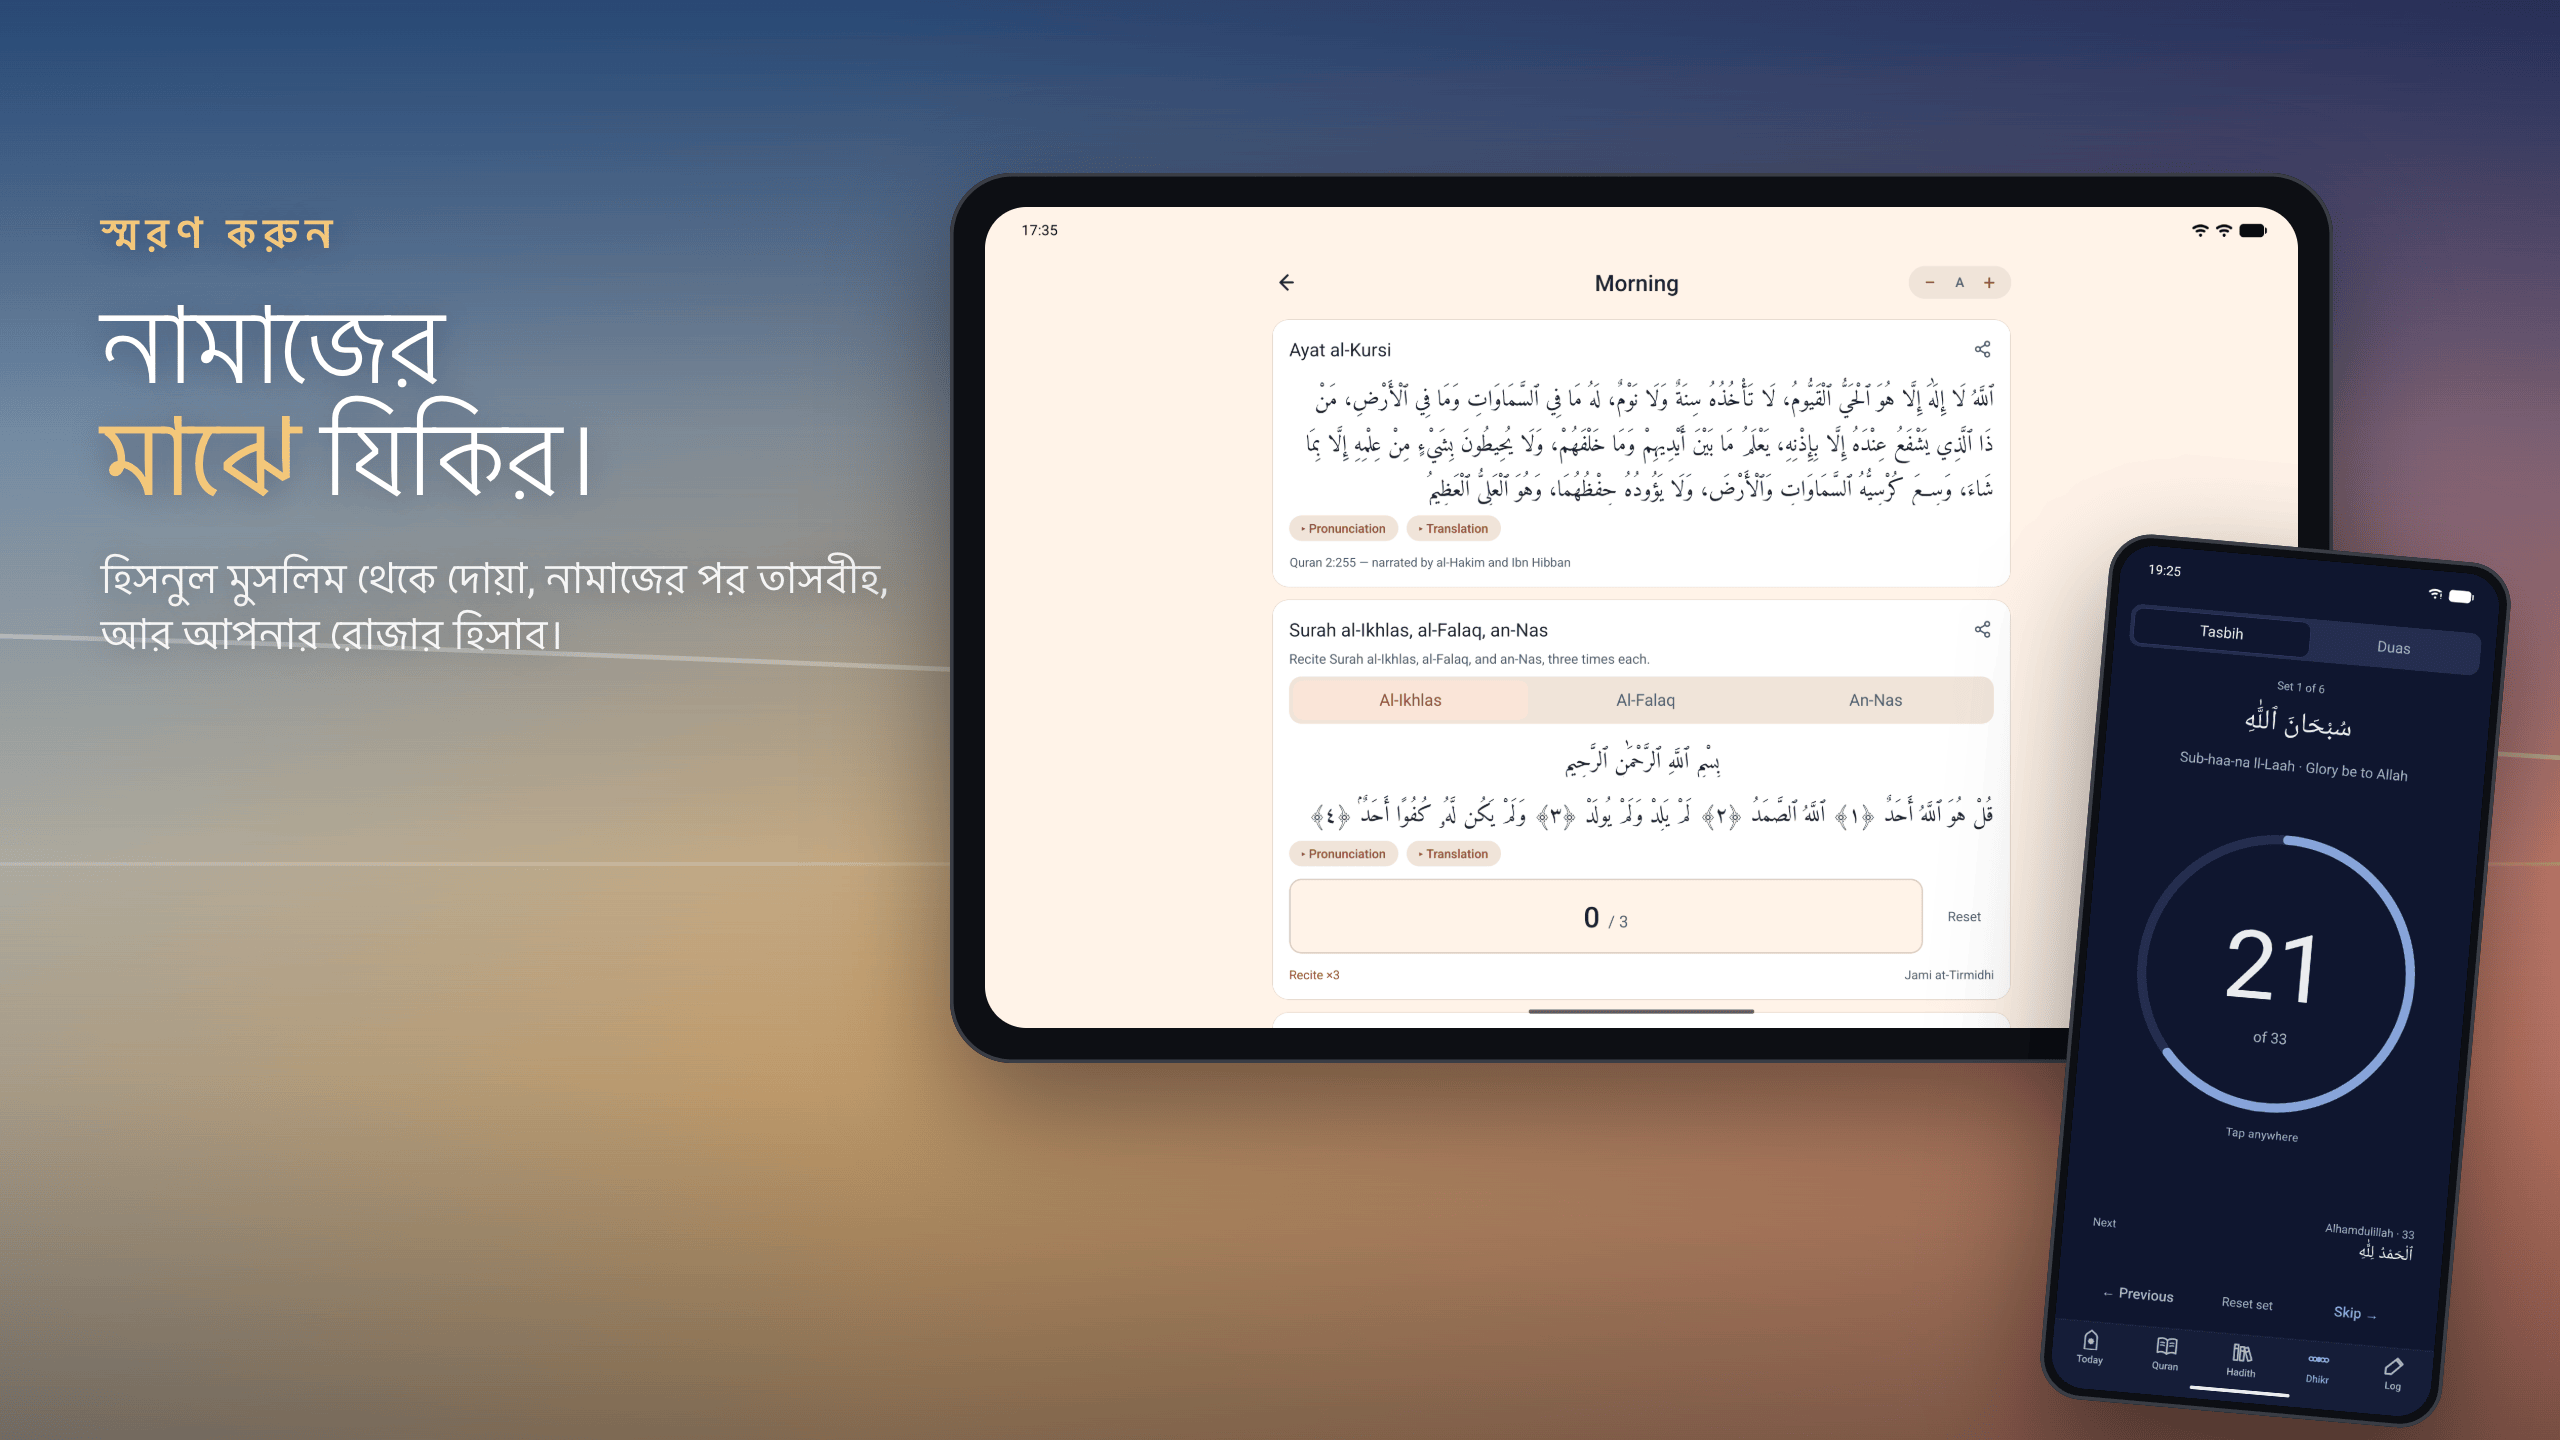 স্মরণ করুন
নামাজের
মাঝে যিকির।
হিসনুল মুসলিম থেকে দোয়া, নামাজের পর তাসবীহ,
আর আপনার রোজার হিসাব।
17:35
Morning
− A +
Ayat al-Kursi
ٱللَّهُ لَا إِلَٰهَ إِلَّا هُوَ ٱلْحَيُّ ٱلْقَيُّومُ، لَا تَأْخُذُهُ سِنَةٌ وَلَا نَوْمٌ، لَهُ مَا فِي ٱلسَّمَاوَاتِ وَمَا فِي ٱلْأَرْضِ، مَنْ
ذَا ٱلَّذِي يَشْفَعُ عِنْدَهُ إِلَّا بِإِذْنِهِ، يَعْلَمُ مَا بَيْنَ أَيْدِيهِمْ وَمَا خَلْفَهُمْ، وَلَا يُحِيطُونَ بِشَيْءٍ مِنْ عِلْمِهِ إِلَّا بِمَا
شَاءَ، وَسِعَ كُرْسِيُّهُ ٱلسَّمَاوَاتِ وَٱلْأَرْضَ، وَلَا يَؤُودُهُ حِفْظُهُمَا، وَهُوَ ٱلْعَلِيُّ ٱلْعَظِيمُ
Pronunciation Translation
Quran 2:255 — narrated by al-Hakim and Ibn Hibban
Surah al-Ikhlas, al-Falaq, an-Nas
Recite Surah al-Ikhlas, al-Falaq, and an-Nas, three times each.
Al-Ikhlas Al-Falaq An-Nas
بِسْمِ ٱللَّهِ ٱلرَّحْمَٰنِ ٱلرَّحِيمِ
قُلْ هُوَ ٱللَّهُ أَحَدٌ ﴿١﴾ ٱللَّهُ ٱلصَّمَدُ ﴿٢﴾ لَمْ يَلِدْ وَلَمْ يُولَدْ ﴿٣﴾ وَلَمْ يَكُن لَّهُۥ كُفُوًا أَحَدٌۢ ﴿٤﴾
Pronunciation Translation
0 / 3
Reset
Recite ×3
Jami at-Tirmidhi
19:25
Tasbih Duas
Set 1 of 6
سُبْحَانَ ٱللَّٰهِ
Sub-haa-na ll-Laah · Glory be to Allah
21
of 33
Tap anywhere
Next
Alhamdulillah · 33
ٱلْحَمْدُ لِلَّٰهِ
← Previous Reset set Skip →
Today Quran Hadith Dhikr Log